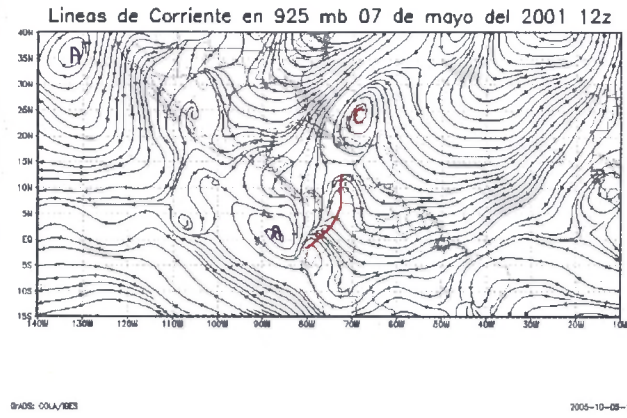 Lineas de Corriente en 925 mb 07 de mayo del 2001 12z
40N
35N A
30N
25N C
20N
15N
10N
5N
EQ A
5S
10S
15S
140W 130W 120W 110W 100W 90W 80W 70W 60W 50W 40W 30W 20W 10W
GrADS: COLA/IGES 2005-10-05-